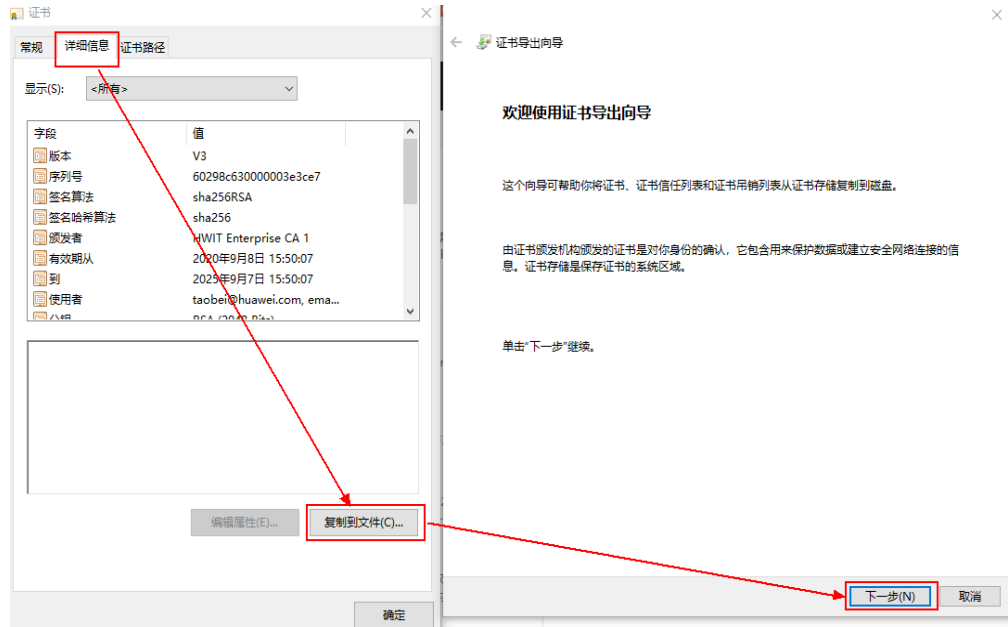 证书
常规 详细信息 证书路径
显示(S): <所有>
字段 值
版本 V3
序列号 60298c630000003e3ce7
签名算法 sha256RSA
签名哈希算法 sha256
颁发者 HWIT Enterprise CA 1
有效期从 2020年9月8日 15:50:07
到 2025年9月7日 15:50:07
使用者 taobei@huawei.com, ema...
RSA (2048 Bits)
编辑属性(E)... 复制到文件(C)...
确定
证书导出向导
欢迎使用证书导出向导
这个向导可帮助你将证书、证书信任列表和证书吊销列表从证书存储复制到磁盘。
由证书颁发机构颁发的证书是对你身份的确认，它包含用来保护数据或建立安全网络连接的信
息。证书存储是保存证书的系统区域。
单击“下一步”继续。
下一步(N) 取消